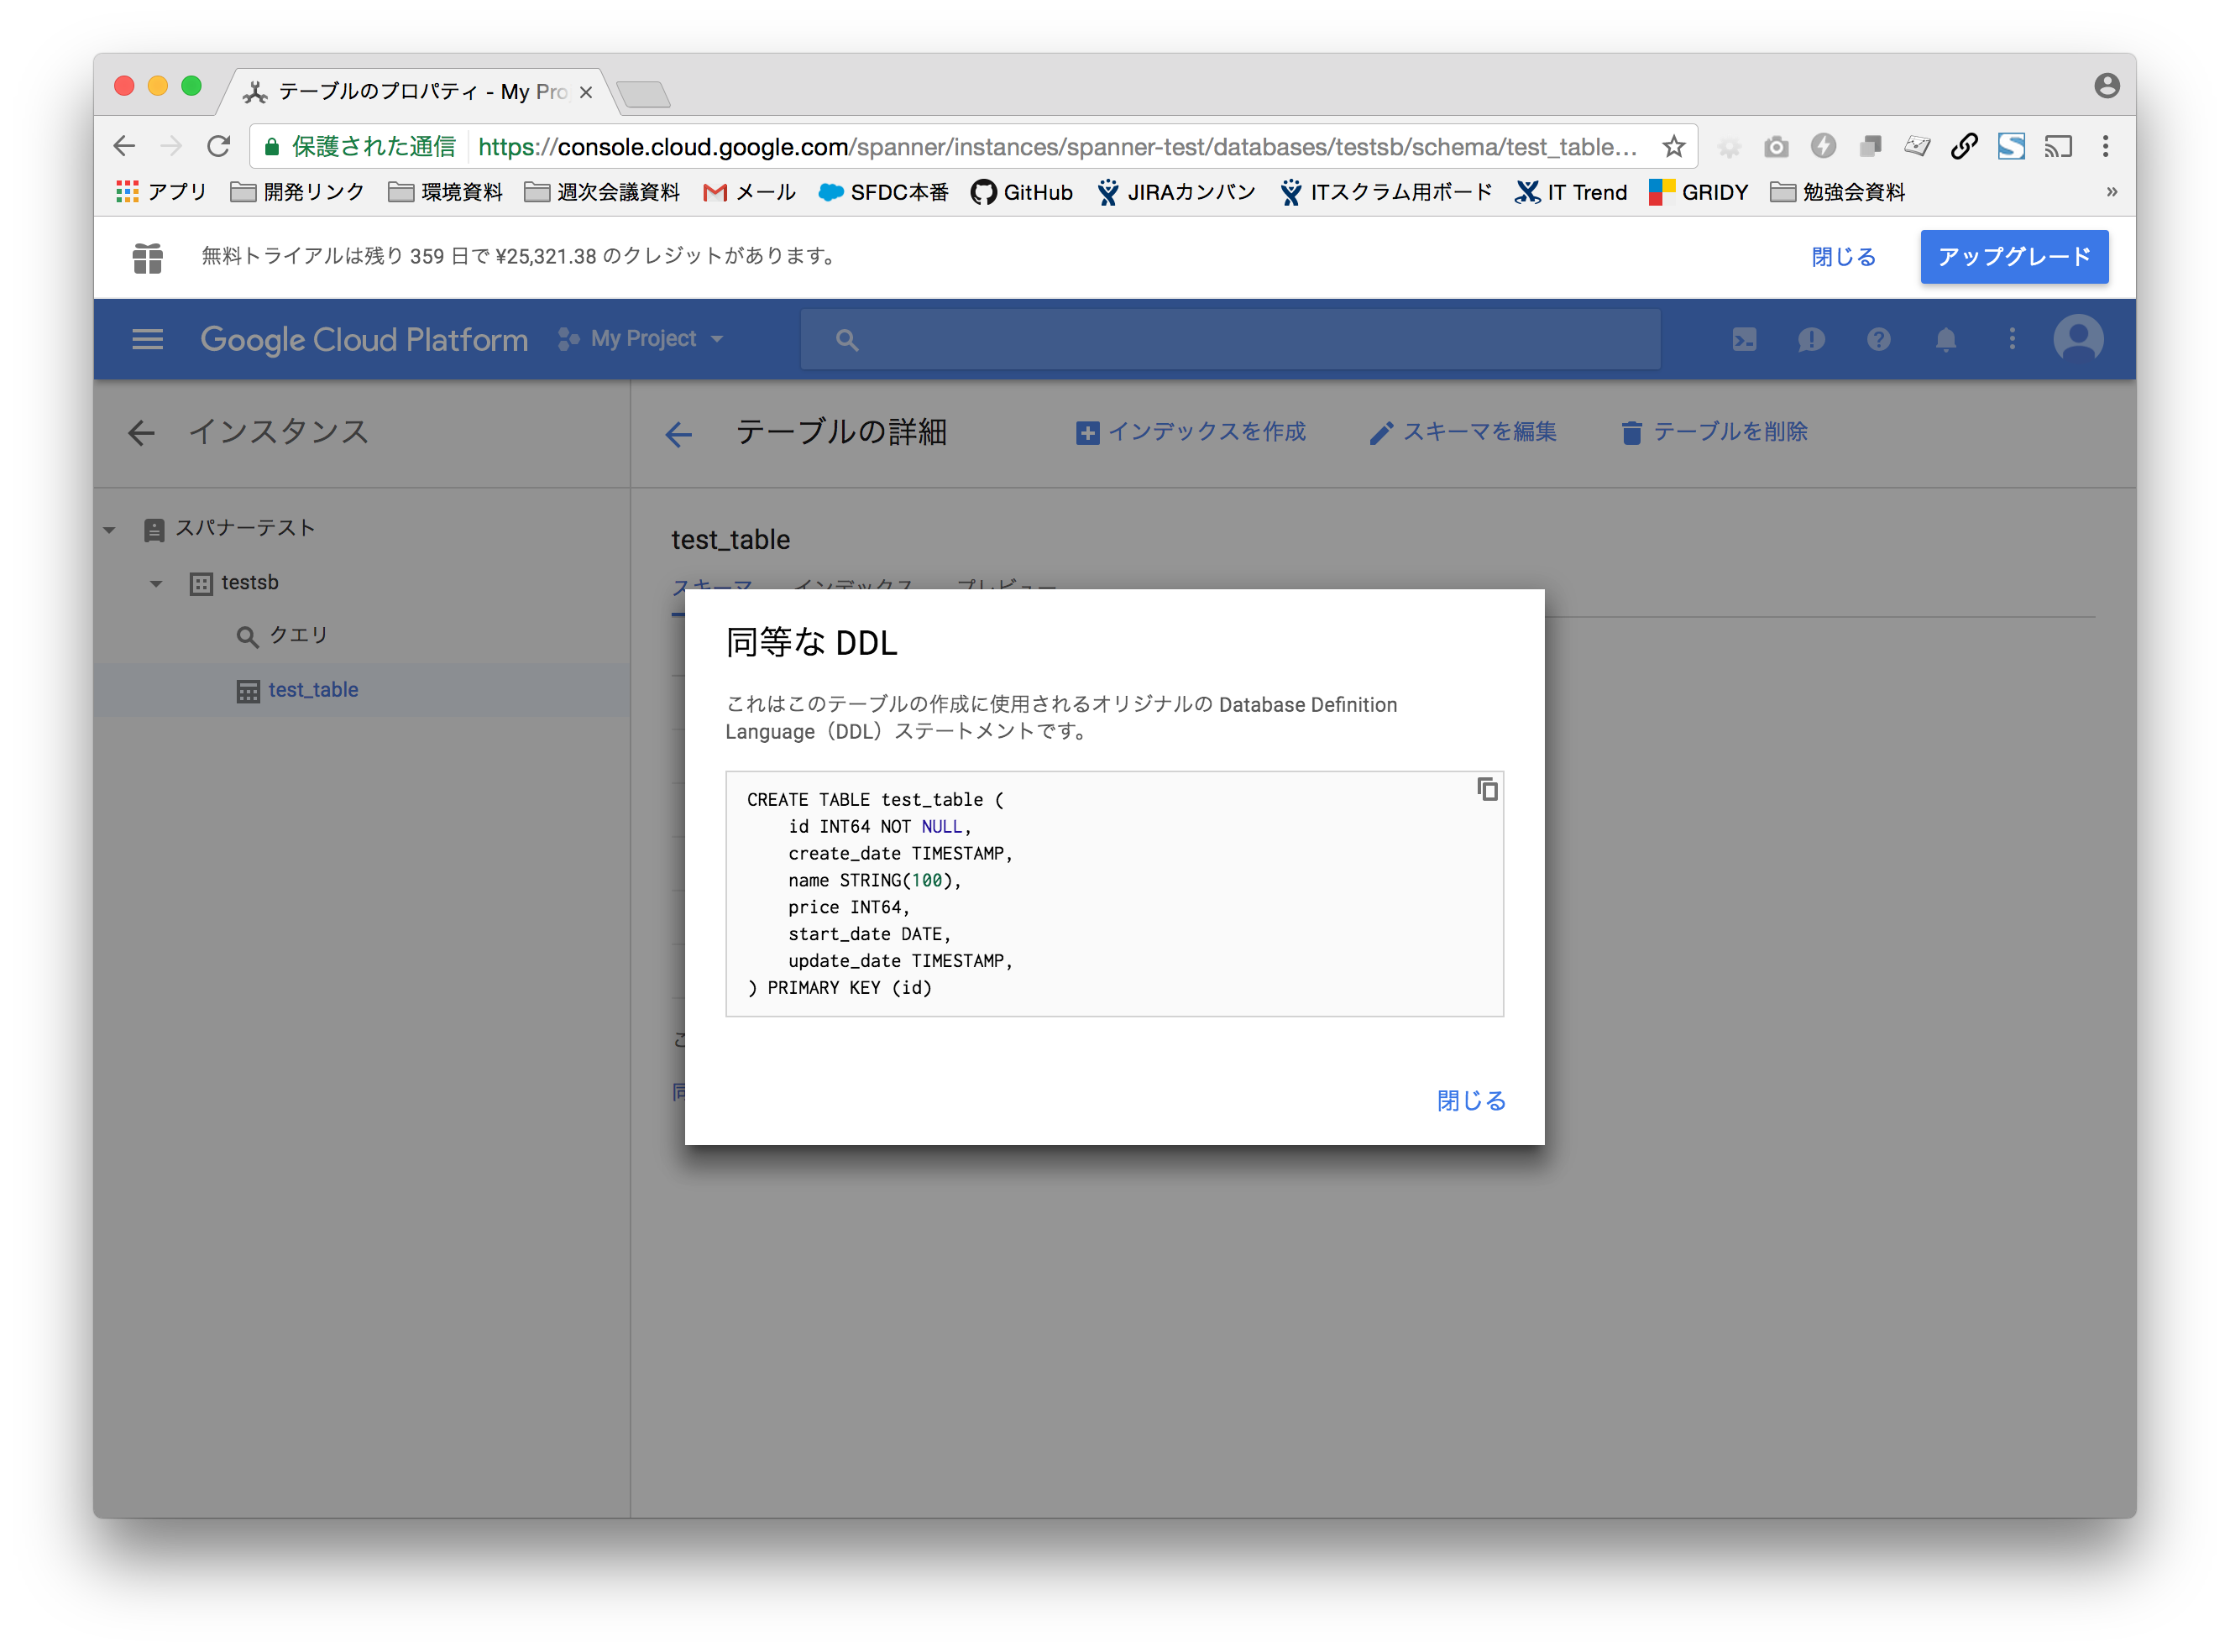 テーブルのプロパティ - My Pro
保護された通信 https://console.cloud.google.com/spanner/instances/spanner-test/databases/testsb/schema/test_table...
アプリ 開発リンク 環境資料 週次会議資料 メール SFDC本番 GitHub JIRAカンバン ITスクラム用ボード IT Trend GRIDY 勉強会資料 »
無料トライアルは残り 359 日で ¥25,321.38 のクレジットがあります。 閉じる アップグレード
Google Cloud Platform My Project
インスタンス
テーブルの詳細 インデックスを作成 スキーマを編集 テーブルを削除
スパナーテスト
testsb
クエリ
test_table
test_table
スキーマ インデックス プレビュー
同等な DDL
これはこのテーブルの作成に使用されるオリジナルの Database Definition
Language（DDL）ステートメントです。
CREATE TABLE test_table (
    id INT64 NOT NULL,
    create_date TIMESTAMP,
    name STRING(100),
    price INT64,
    start_date DATE,
    update_date TIMESTAMP,
) PRIMARY KEY (id)
閉じる